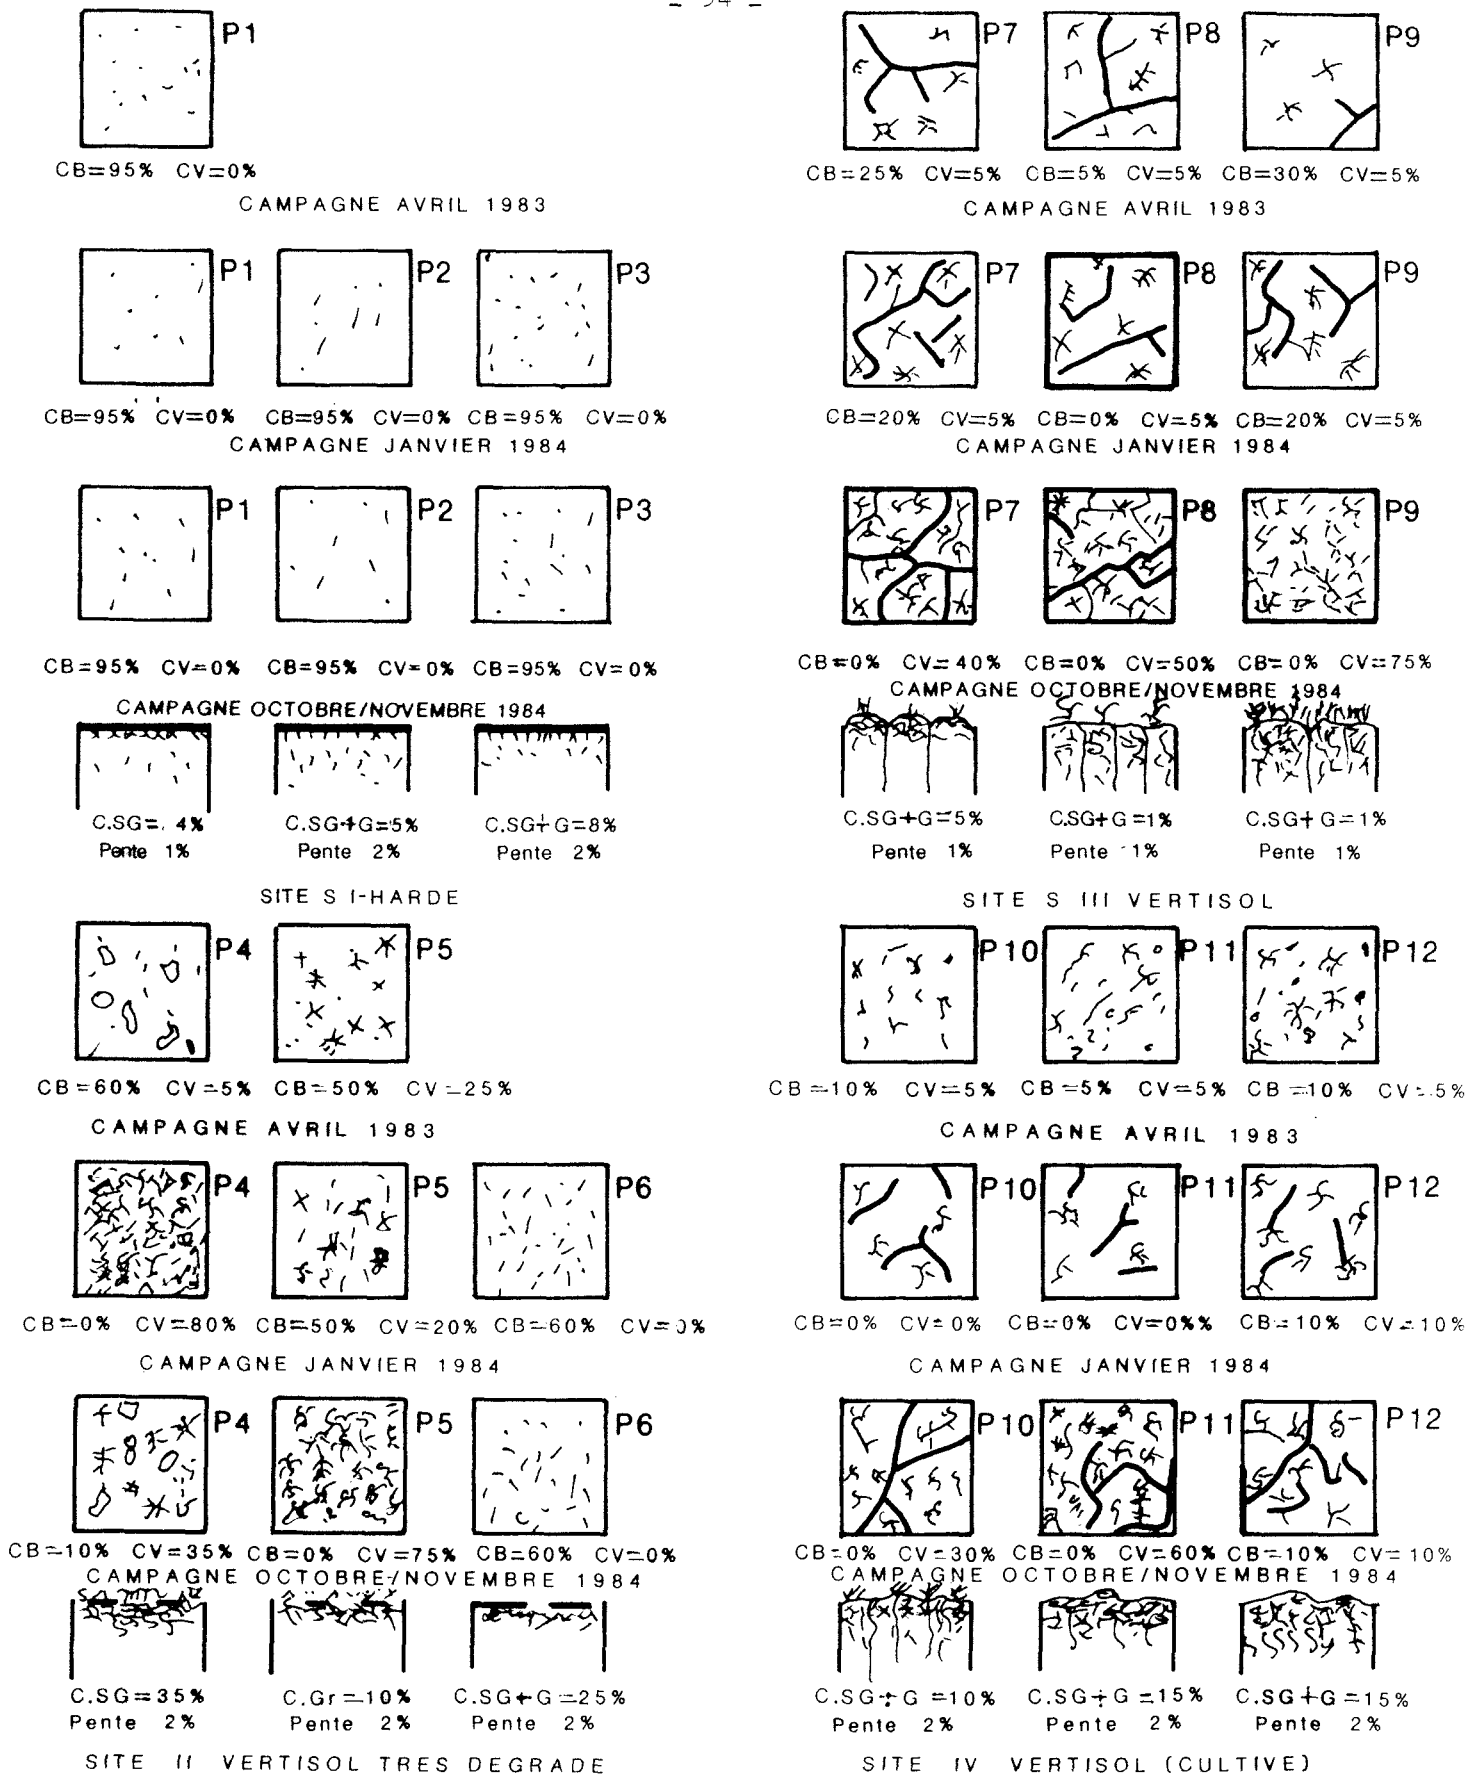 - 54 -
P1
CB=95% CV=0%
CAMPAGNE AVRIL 1983
P1 P2 P3
CB=95% CV=0% CB=95% CV=0% CB=95% CV=0%
CAMPAGNE JANVIER 1984
P1 P2 P3
CB=95% CV=0% CB=95% CV=0% CB=95% CV=0%
CAMPAGNE OCTOBRE/NOVEMBRE 1984
C.SG= 4% C.SG+G=5% C.SG+G=8%
Pente 1% Pente 2% Pente 2%
SITE S I-HARDE
P4 P5
CB=60% CV=5% CB=50% CV=25%
CAMPAGNE AVRIL 1983
P4 P5 P6
CB=0% CV=80% CB=50% CV=20% CB=60% CV=0%
CAMPAGNE JANVIER 1984
P4 P5 P6
CB=10% CV=35% CB=0% CV=75% CB=60% CV=0%
CAMPAGNE OCTOBRE/NOVEMBRE 1984
C.SG=35% C.Gr=10% C.SG+G=25%
Pente 2% Pente 2% Pente 2%
SITE II VERTISOL TRES DEGRADE
P7 P8 P9
CB=25% CV=5% CB=5% CV=5% CB=30% CV=5%
CAMPAGNE AVRIL 1983
P7 P8 P9
CB=20% CV=5% CB=0% CV=5% CB=20% CV=5%
CAMPAGNE JANVIER 1984
P7 P8 P9
CB=0% CV=40% CB=0% CV=50% CB=0% CV=75%
CAMPAGNE OCTOBRE/NOVEMBRE 1984
C.SG+G=5% C.SG+G=1% C.SG+G=1%
Pente 1% Pente 1% Pente 1%
SITE S III VERTISOL
P10 P11 P12
CB=10% CV=5% CB=5% CV=5% CB=10% CV=5%
CAMPAGNE AVRIL 1983
P10 P11 P12
CB=0% CV=0% CB=0% CV=0%% CB=10% CV=10%
CAMPAGNE JANVIER 1984
P10 P11 P12
CB=0% CV=30% CB=0% CV=60% CB=10% CV=10%
CAMPAGNE OCTOBRE/NOVEMBRE 1984
C.SG+G=10% C.SG+G=15% C.SG+G=15%
Pente 2% Pente 2% Pente 2%
SITE IV VERTISOL (CULTIVE)